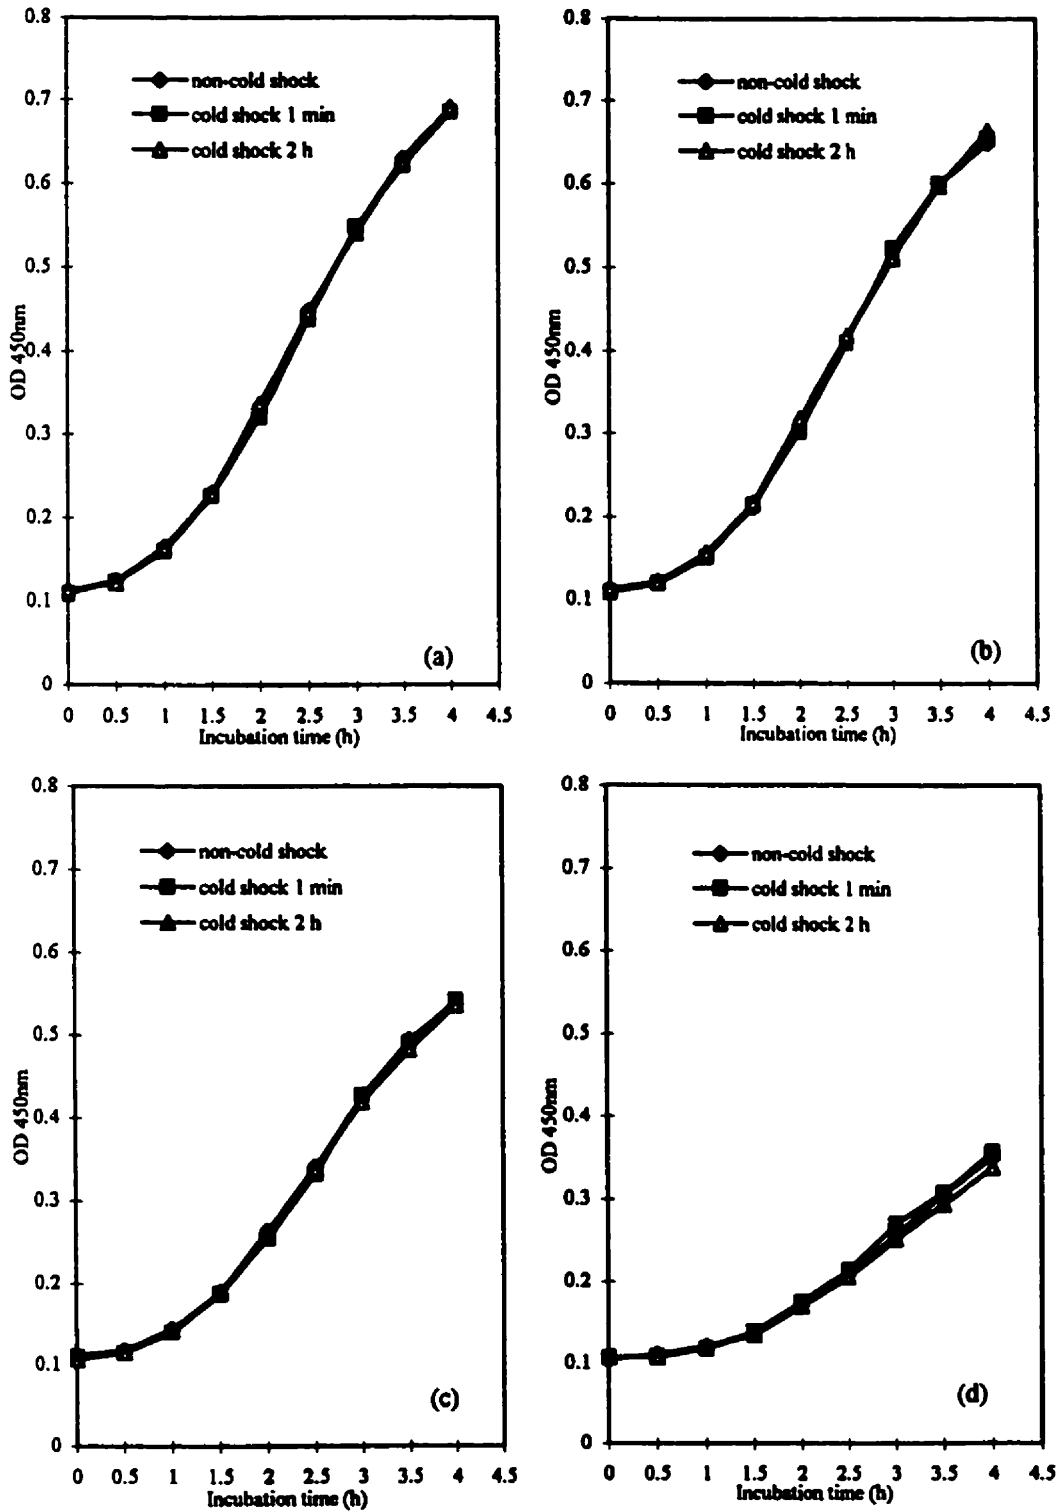 0.8
0.7
0.6
0.5
0.4
0.3
0.2
0.1
0
OD 450nm
non-cold shock
cold shock 1 min
cold shock 2 h
(a)
0 0.5 1 1.5 2 2.5 3 3.5 4 4.5
Incubation time (h)
0.8
0.7
0.6
0.5
0.4
0.3
0.2
0.1
0
OD 450nm
non-cold shock
cold shock 1 min
cold shock 2 h
(b)
0 0.5 1 1.5 2 2.5 3 3.5 4 4.5
Incubation time (h)
0.8
0.7
0.6
0.5
0.4
0.3
0.2
0.1
0
OD 450nm
non-cold shock
cold shock 1 min
cold shock 2 h
(c)
0 0.5 1 1.5 2 2.5 3 3.5 4 4.5
Incubation time (h)
0.8
0.7
0.6
0.5
0.4
0.3
0.2
0.1
0
OD 450nm
non-cold shock
cold shock 1 min
cold shock 2 h
(d)
0 0.5 1 1.5 2 2.5 3 3.5 4 4.5
Incubation time (h)